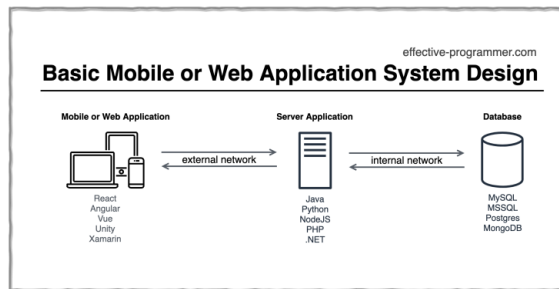 effective-programmer.com
Basic Mobile or Web Application System Design
Mobile or Web Application
external network
React
Angular
Vue
Unity
Xamarin
Server Application
Java
Python
NodeJS
PHP
.NET
internal network
Database
MySQL
MSSQL
Postgres
MongoDB